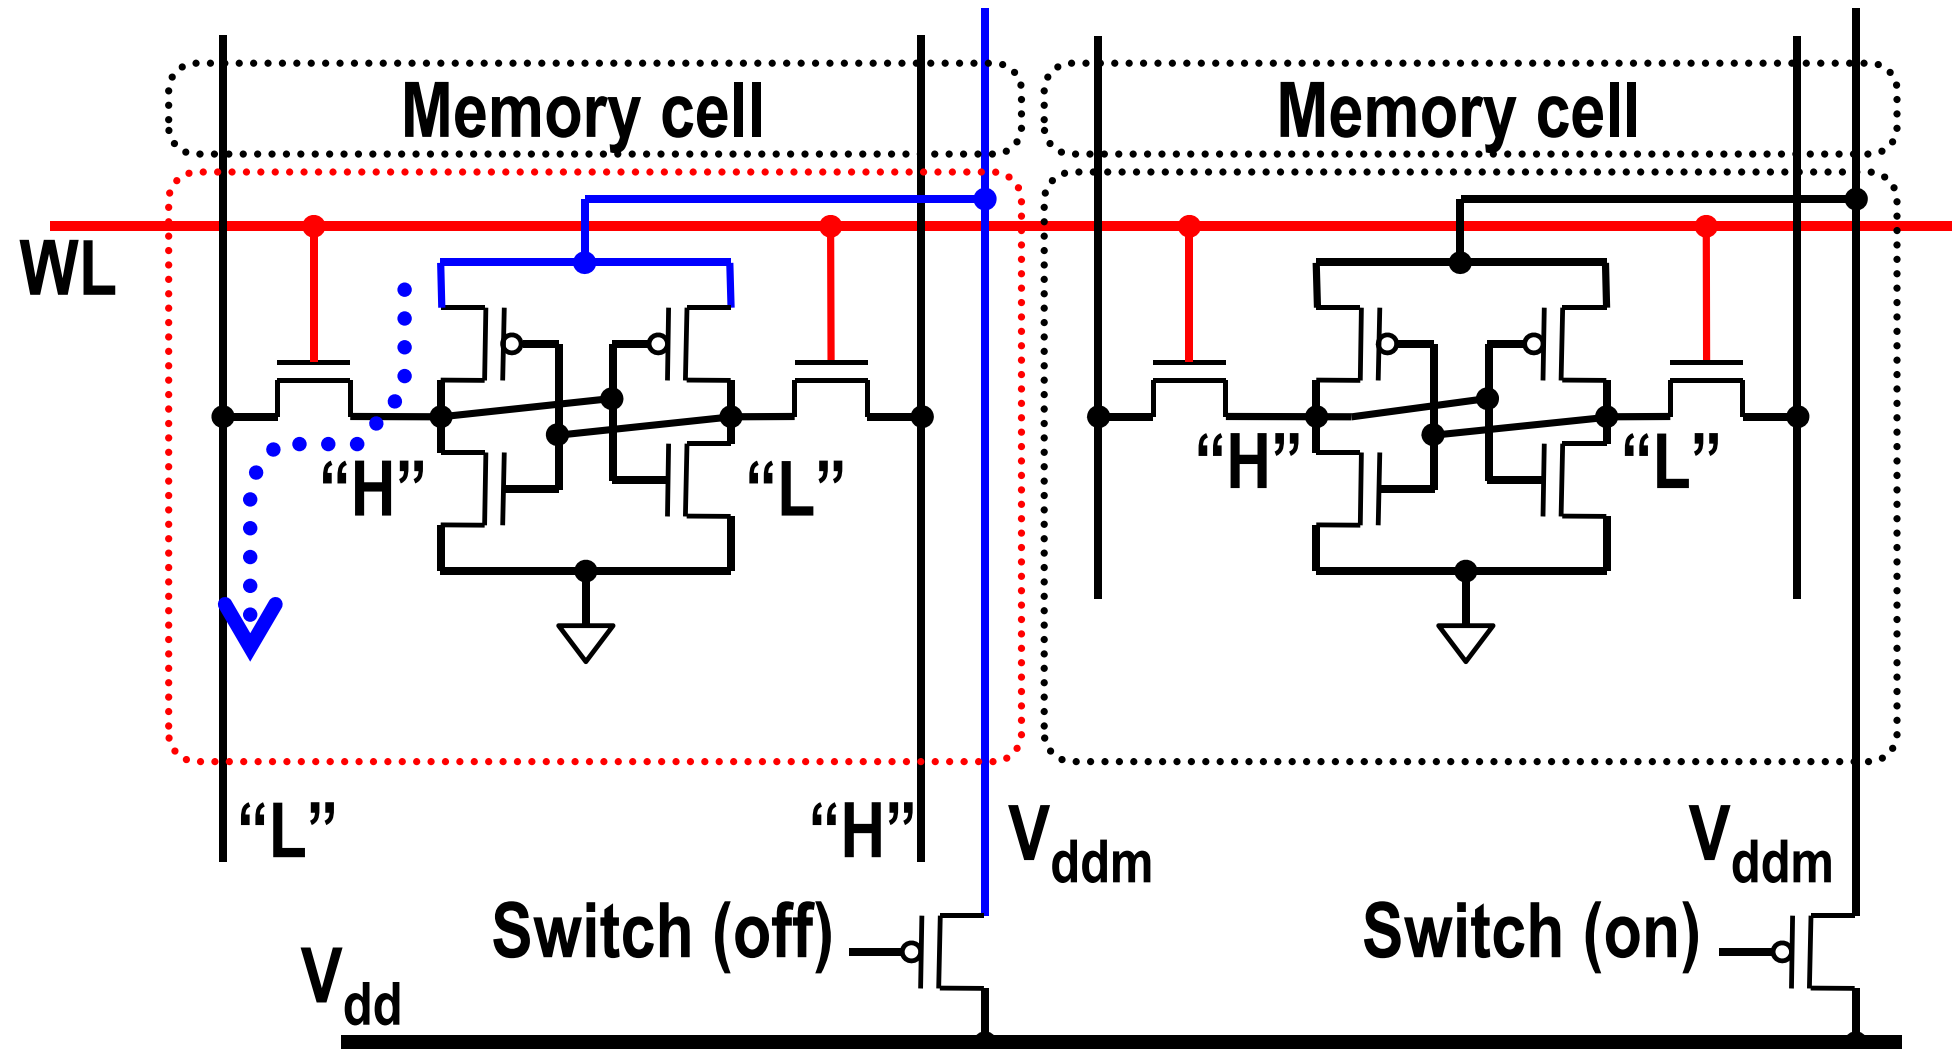 Memory cell
Memory cell
WL
“H”
“L”
“H”
“L”
“L”
“H”
Vddm
Vddm
Switch (off)
Switch (on)
Vdd